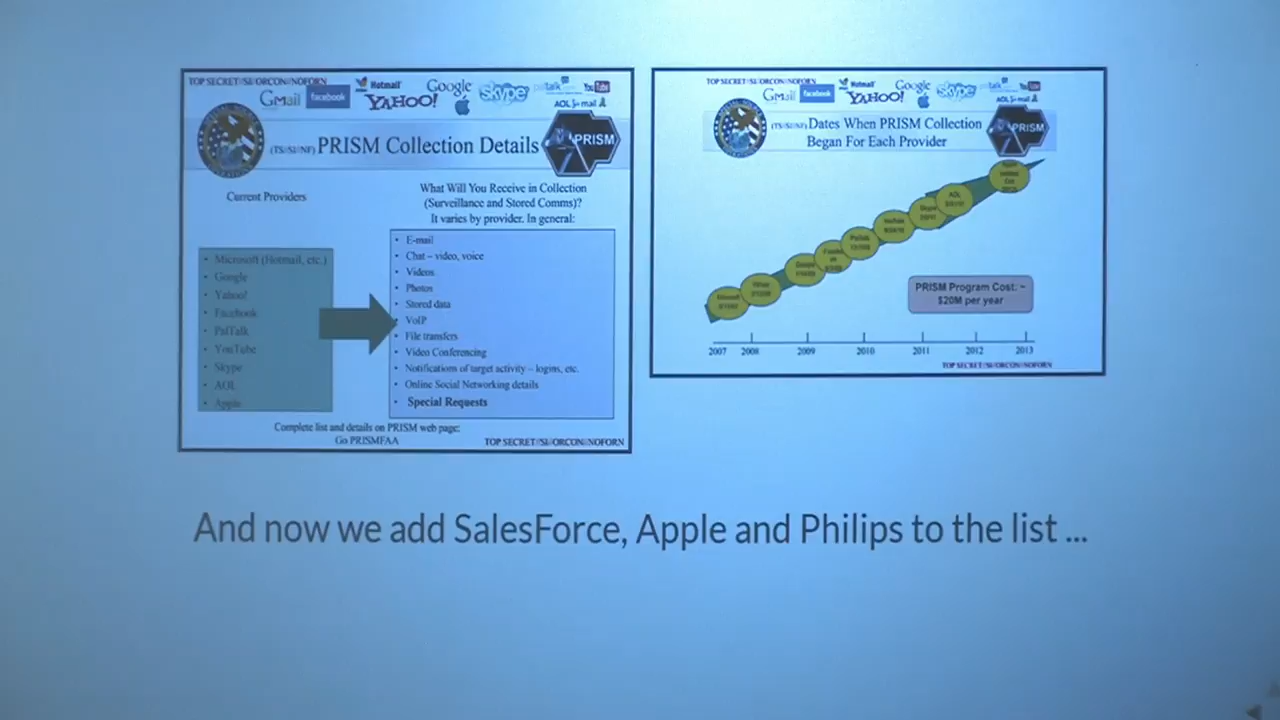 TOP SECRET//SI//ORCON//NOFORN
Hotmail
Google
Gmail
facebook
YAHOO!
skype
paltalk
YouTube
AOL mail
(TS//SI//NF) PRISM Collection Details
PRISM
Current Providers
What Will You Receive in Collection
(Surveillance and Stored Comms)?
It varies by provider. In general:
• Microsoft (Hotmail, etc.)
• Google
• Yahoo!
• Facebook
• PalTalk
• YouTube
• Skype
• AOL
• Apple
• E-mail
• Chat – video, voice
• Videos
• Photos
• Stored data
• VoIP
• File transfers
• Video Conferencing
• Notifications of target activity – logins, etc.
• Online Social Networking details
• Special Requests
Complete list and details on PRISM web page:
Go PRISMFAA
TOP SECRET//SI//ORCON//NOFORN
TOP SECRET//SI//ORCON//NOFORN
Hotmail
Google
Gmail
facebook
YAHOO!
skype
paltalk
YouTube
AOL mail
(TS//SI//NF) Dates When PRISM Collection
Began For Each Provider
PRISM
AOL
Skype
YouTube
PalTalk
Google
Yahoo
Microsoft
PRISM Program Cost: ~
$20M per year
2007 2008 2009 2010 2011 2012 2013
TOP SECRET//SI//ORCON//NOFORN
And now we add SalesForce, Apple and Philips to the list ...